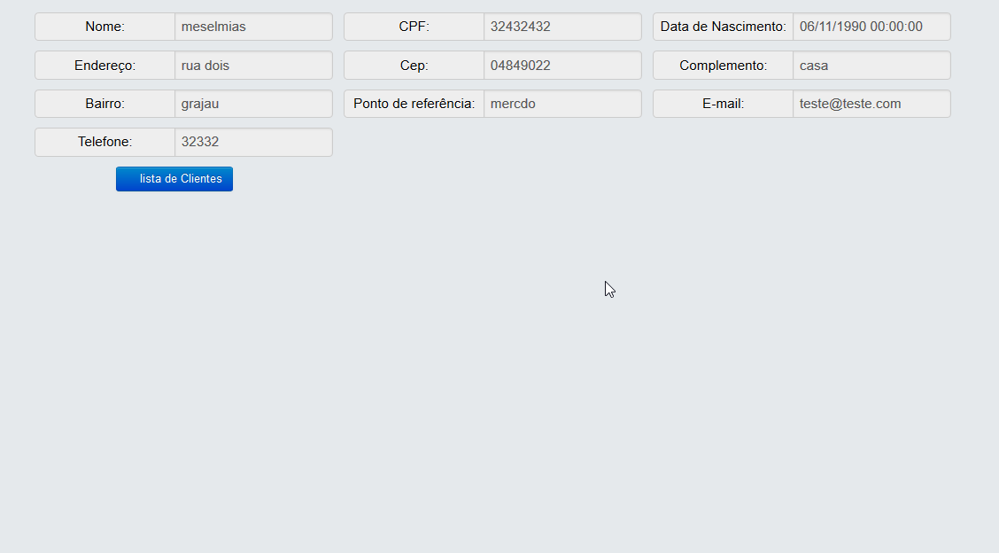 Nome: meselmias CPF: 32432432 Data de Nascimento: 06/11/1990 00:00:00
Endereço: rua dois Cep: 04849022 Complemento: casa
Bairro: grajau Ponto de referência: mercdo E-mail: teste@teste.com
Telefone: 32332
lista de Clientes